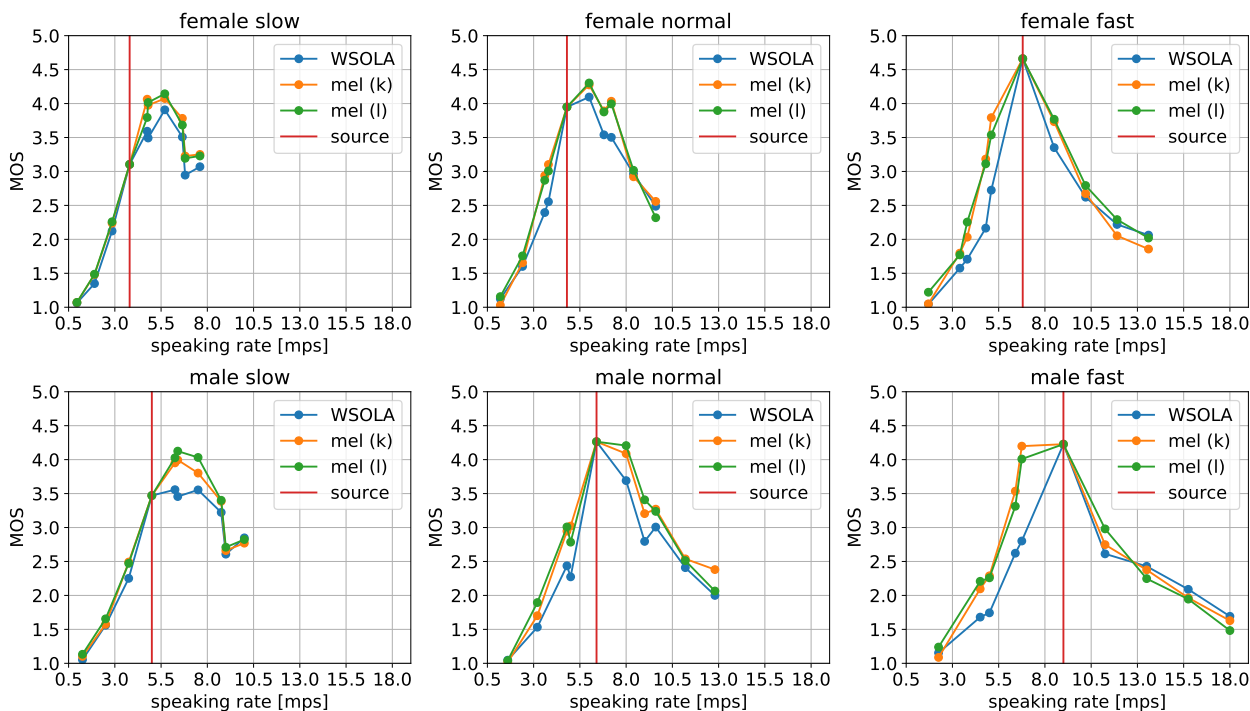 female slow
5.0
4.5
4.0
3.5
3.0
2.5
2.0
1.5
1.0
MOS
WSOLA
mel (k)
mel (l)
source
0.5 3.0 5.5 8.0 10.5 13.0 15.5 18.0
speaking rate [mps]
female normal
5.0
4.5
4.0
3.5
3.0
2.5
2.0
1.5
1.0
MOS
WSOLA
mel (k)
mel (l)
source
0.5 3.0 5.5 8.0 10.5 13.0 15.5 18.0
speaking rate [mps]
female fast
5.0
4.5
4.0
3.5
3.0
2.5
2.0
1.5
1.0
MOS
WSOLA
mel (k)
mel (l)
source
0.5 3.0 5.5 8.0 10.5 13.0 15.5 18.0
speaking rate [mps]
male slow
5.0
4.5
4.0
3.5
3.0
2.5
2.0
1.5
1.0
MOS
WSOLA
mel (k)
mel (l)
source
0.5 3.0 5.5 8.0 10.5 13.0 15.5 18.0
speaking rate [mps]
male normal
5.0
4.5
4.0
3.5
3.0
2.5
2.0
1.5
1.0
MOS
WSOLA
mel (k)
mel (l)
source
0.5 3.0 5.5 8.0 10.5 13.0 15.5 18.0
speaking rate [mps]
male fast
5.0
4.5
4.0
3.5
3.0
2.5
2.0
1.5
1.0
MOS
WSOLA
mel (k)
mel (l)
source
0.5 3.0 5.5 8.0 10.5 13.0 15.5 18.0
speaking rate [mps]